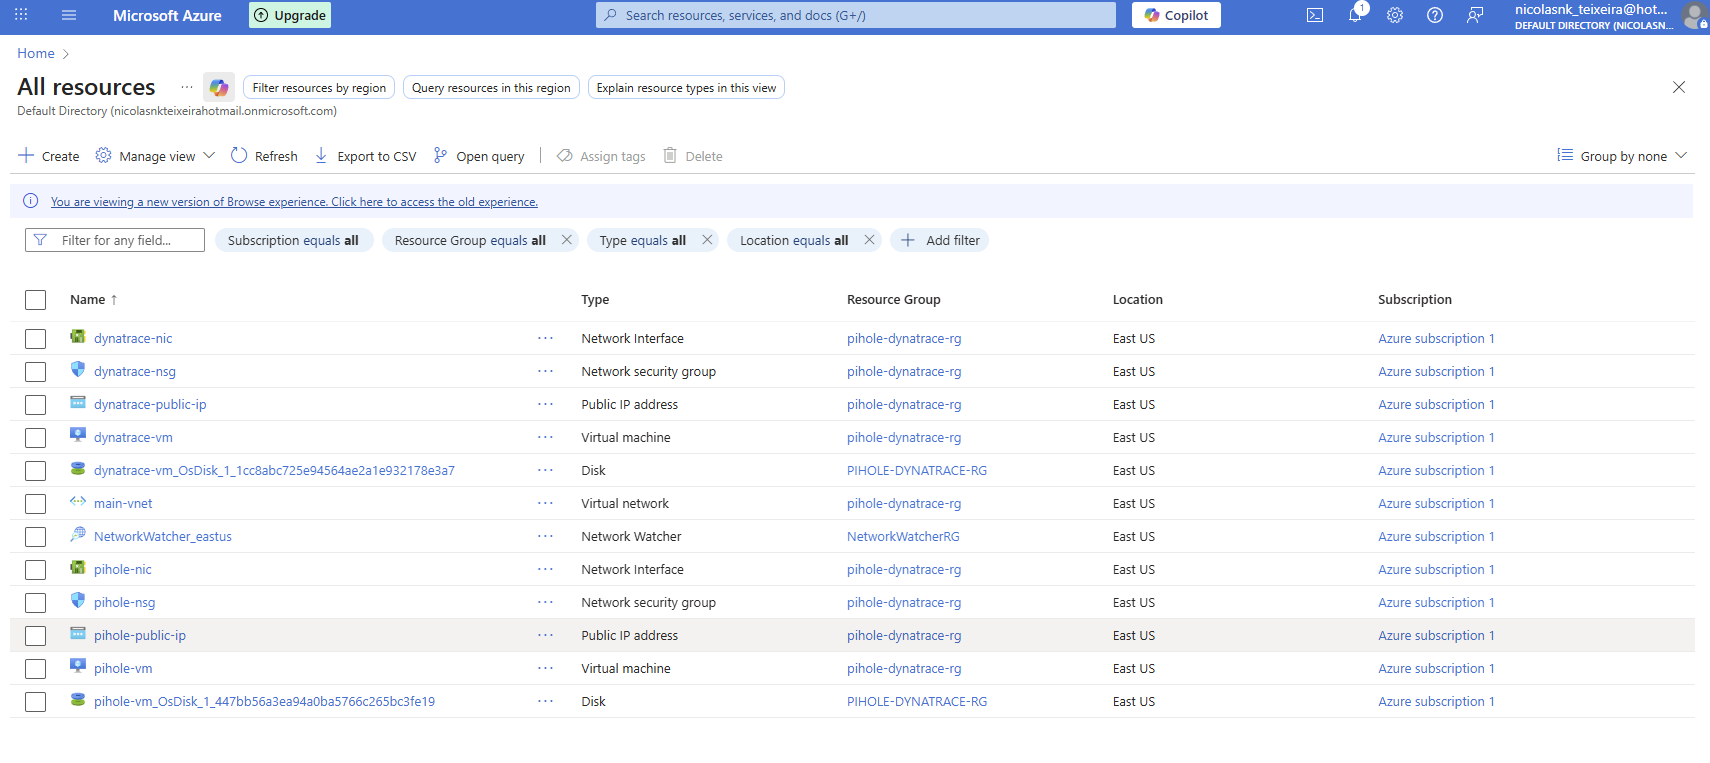 Microsoft Azure
Upgrade
Search resources, services, and docs (G+/)
Copilot
1
nicolasnk_teixeira@hot...
DEFAULT DIRECTORY (NICOLASN...
Home
All resources
...
Filter resources by region
Query resources in this region
Explain resource types in this view
Default Directory (nicolasnkteixeirahotmail.onmicrosoft.com)
Create
Manage view
Refresh
Export to CSV
Open query
Assign tags
Delete
Group by none
You are viewing a new version of Browse experience. Click here to access the old experience.
Filter for any field...
Subscription equals all
Resource Group equals all
Type equals all
Location equals all
Add filter
Name ↑ Type Resource Group Location Subscription
dynatrace-nic ... Network Interface pihole-dynatrace-rg East US Azure subscription 1
dynatrace-nsg ... Network security group pihole-dynatrace-rg East US Azure subscription 1
dynatrace-public-ip ... Public IP address pihole-dynatrace-rg East US Azure subscription 1
dynatrace-vm ... Virtual machine pihole-dynatrace-rg East US Azure subscription 1
dynatrace-vm_OsDisk_1_1cc8abc725e94564ae2a1e932178e3a7 ... Disk PIHOLE-DYNATRACE-RG East US Azure subscription 1
main-vnet ... Virtual network pihole-dynatrace-rg East US Azure subscription 1
NetworkWatcher_eastus ... Network Watcher NetworkWatcherRG East US Azure subscription 1
pihole-nic ... Network Interface pihole-dynatrace-rg East US Azure subscription 1
pihole-nsg ... Network security group pihole-dynatrace-rg East US Azure subscription 1
pihole-public-ip ... Public IP address pihole-dynatrace-rg East US Azure subscription 1
pihole-vm ... Virtual machine pihole-dynatrace-rg East US Azure subscription 1
pihole-vm_OsDisk_1_447bb56a3ea94a0ba5766c265bc3fe19 ... Disk PIHOLE-DYNATRACE-RG East US Azure subscription 1